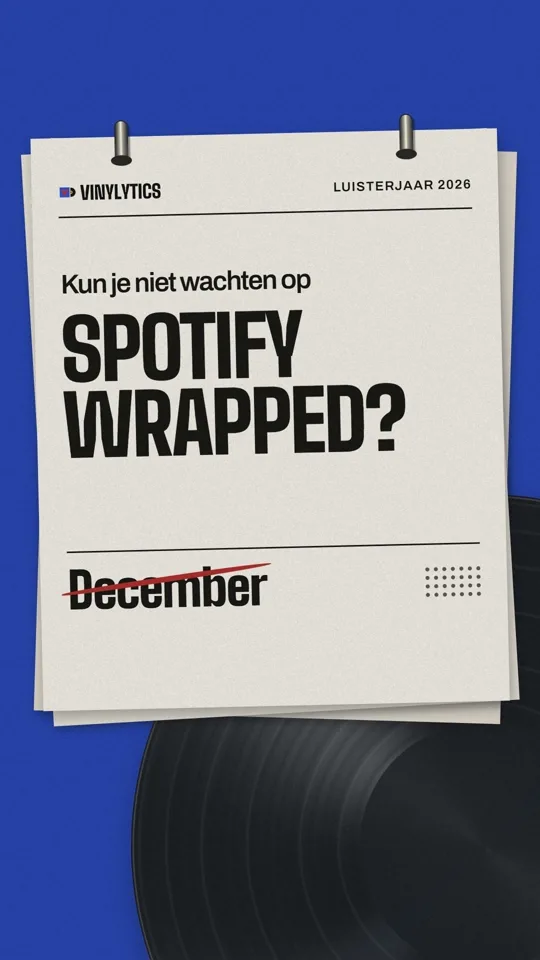 VINYLYTICS
LUISTERJAAR 2026
Kun je niet wachten op
SPOTIFY
WRAPPED?
December